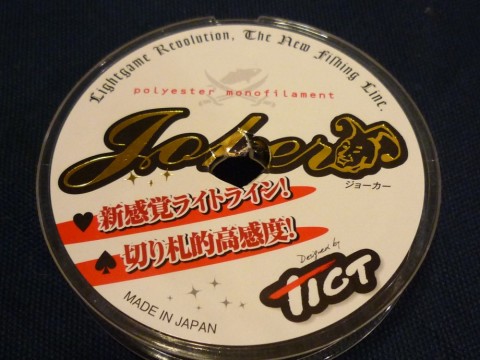 Lightgame Revolution, The New Fishing Line.
polyester monofilament
Joker
ジョーカー
♥新感覚ライトライン!
♠切り札的高感度!
Designed by
TICT
MADE IN JAPAN